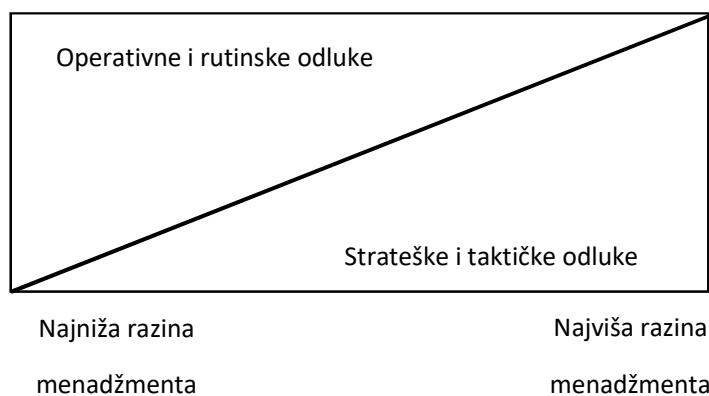 Operativne i rutinske odluke
Strateške i taktičke odluke
Najniža razina
menadžmenta
Najviša razina
menadžmenta